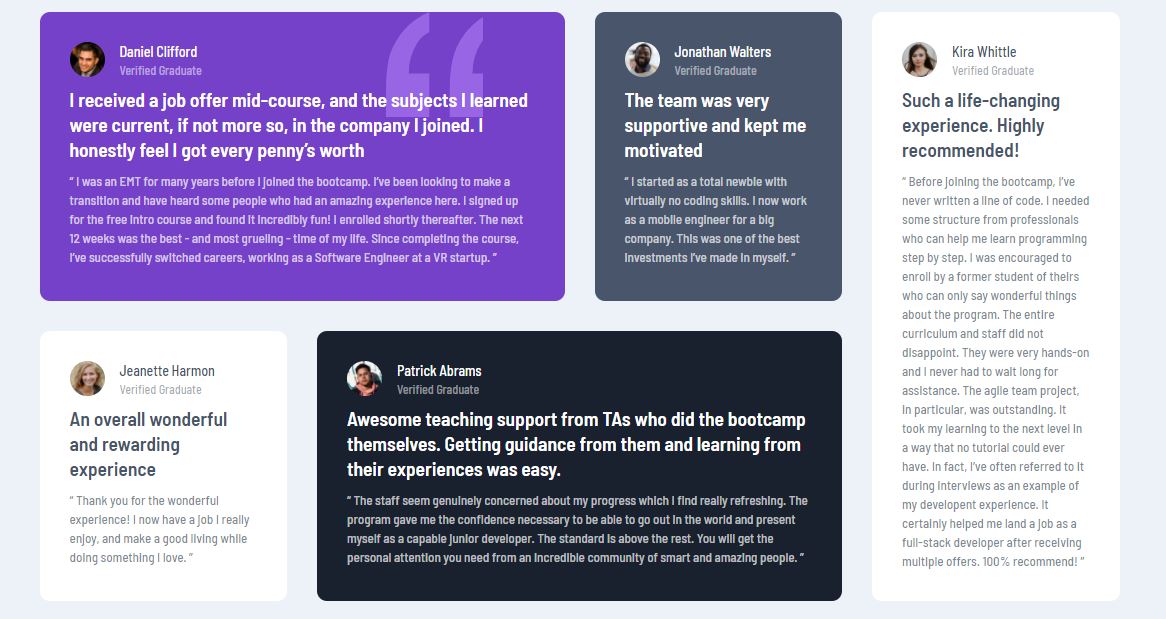 Daniel Clifford
Verified Graduate
I received a job offer mid-course, and the subjects I learned
were current, if not more so, in the company I joined. I
honestly feel I got every penny’s worth
“ I was an EMT for many years before I joined the bootcamp. I’ve been looking to make a
transition and have heard some people who had an amazing experience here. I signed up
for the free intro course and found it incredibly fun! I enrolled shortly thereafter. The next
12 weeks was the best - and most grueling - time of my life. Since completing the course,
I’ve successfully switched careers, working as a Software Engineer at a VR startup. ”
Jonathan Walters
Verified Graduate
The team was very
supportive and kept me
motivated
“ I started as a total newbie with
virtually no coding skills. I now work
as a mobile engineer for a big
company. This was one of the best
investments I’ve made in myself. ”
Kira Whittle
Verified Graduate
Such a life-changing
experience. Highly
recommended!
“ Before joining the bootcamp, I’ve
never written a line of code. I needed
some structure from professionals
who can help me learn programming
step by step. I was encouraged to
enroll by a former student of theirs
who can only say wonderful things
about the program. The entire
curriculum and staff did not
disappoint. They were very hands-on
and I never had to wait long for
assistance. The agile team project,
in particular, was outstanding. It
took my learning to the next level in
a way that no tutorial could ever
have. In fact, I’ve often referred to it
during interviews as an example of
my developent experience. It
certainly helped me land a job as a
full-stack developer after receiving
multiple offers. 100% recommend! ”
Jeanette Harmon
Verified Graduate
An overall wonderful
and rewarding
experience
“ Thank you for the wonderful
experience! I now have a job I really
enjoy, and make a good living while
doing something I love. ”
Patrick Abrams
Verified Graduate
Awesome teaching support from TAs who did the bootcamp
themselves. Getting guidance from them and learning from
their experiences was easy.
“ The staff seem genuinely concerned about my progress which I find really refreshing. The
program gave me the confidence necessary to be able to go out in the world and present
myself as a capable junior developer. The standard is above the rest. You will get the
personal attention you need from an incredible community of smart and amazing people. ”